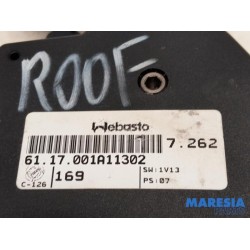 ROOF
Webasto
7.262
61.17.001A11302
169
SW:1V13
C-126
PS:07
MARESIA